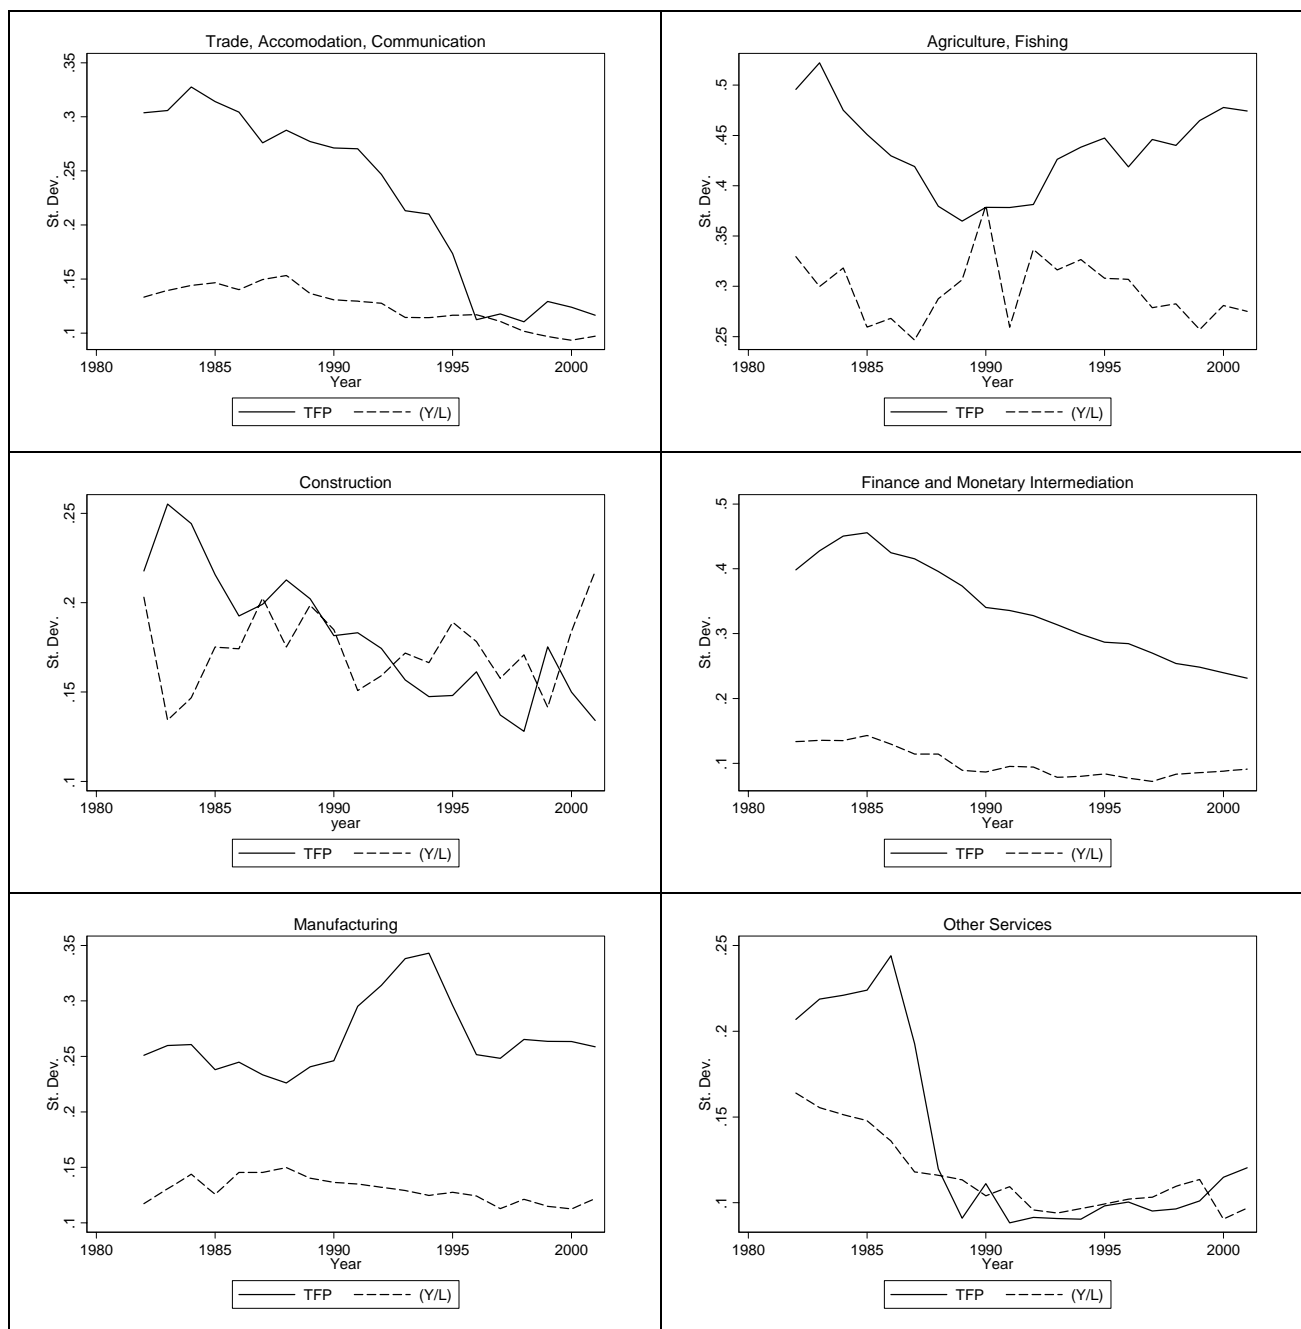 Trade, Accomodation, Communication
St. Dev.
.35
.3
.25
.2
.15
.1
1980 1985 1990 1995 2000
Year
TFP (Y/L)
Agriculture, Fishing
St. Dev.
.5
.45
.4
.35
.3
.25
1980 1985 1990 1995 2000
Year
TFP (Y/L)
Construction
St. Dev.
.25
.2
.15
.1
1980 1985 1990 1995 2000
year
TFP (Y/L)
Finance and Monetary Intermediation
St. Dev.
.5
.4
.3
.2
.1
1980 1985 1990 1995 2000
Year
TFP (Y/L)
Manufacturing
St. Dev.
.35
.3
.25
.2
.15
.1
1980 1985 1990 1995 2000
Year
TFP (Y/L)
Other Services
St. Dev.
.25
.2
.15
.1
1980 1985 1990 1995 2000
Year
TFP (Y/L)